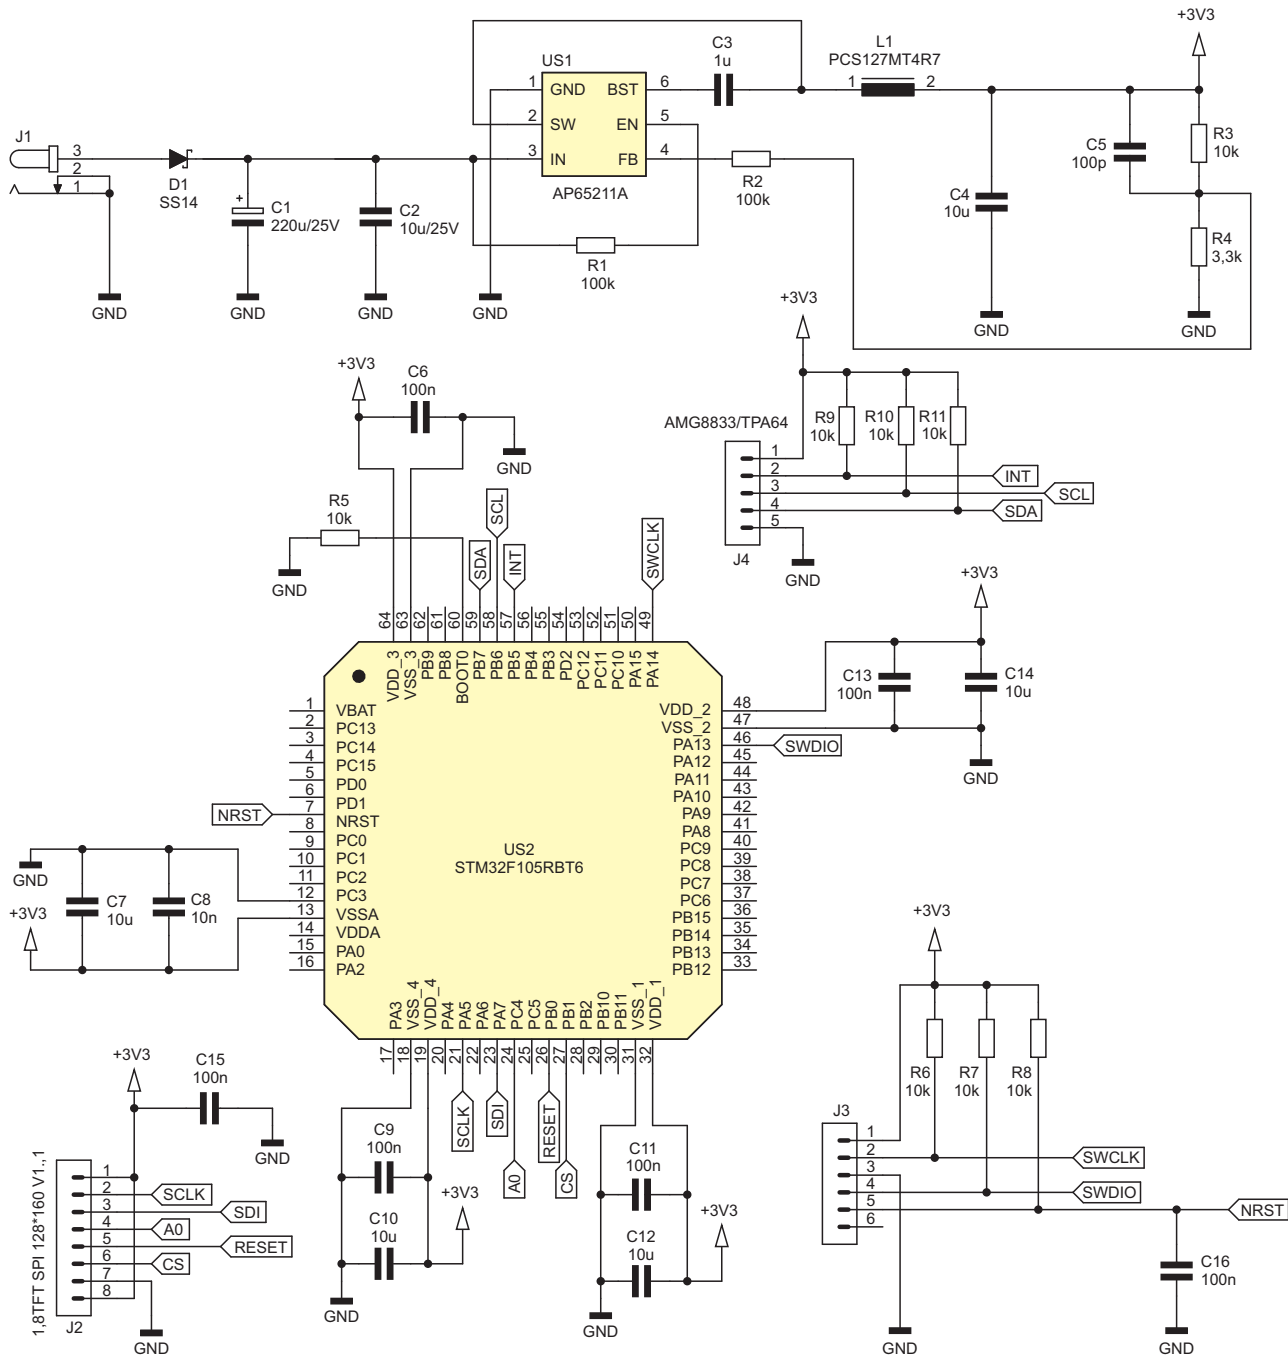 +3V3
C3
1u
L1
PCS127MT4R7
US1
1 GND BST 6
2 SW EN 5
3 IN FB 4
AP65211A
1 2
J1
3
2
1
D1
SS14
+
C1
220u/25V
C2
10u/25V
R1
100k
R2
100k
C4
10u
C5
100p
R3
10k
R4
3,3k
GND GND GND GND GND GND
+3V3
+3V3
C6
100n
GND
R5
10k
GND
AMG8833/TPA64
R9
10k
R10
10k
R11
10k
1
2
3
4
5
INT
SCL
SDA
J4
GND
SDA
SCL
INT
SWCLK
64 63 62 61 60 59 58 57 56 55 54 53 52 51 50 49
VDD_3 VSS_3 PB9 PB8 BOOT0 PB7 PB6 PB5 PB4 PB3 PD2 PC12 PC11 PC10 PA15 PA14
+3V3
C13
100n
C14
10u
GND
1 VBAT
2 PC13
3 PC14
4 PC15
5 PD0
6 PD1
NRST 7 NRST
8 PC0
9 PC1
10 PC2
11 PC3
12 VSSA
13 VDDA
14 PA0
15 PA2
16
VDD_2 48
VSS_2 47
PA13 46 SWDIO
PA12 45
PA11 44
PA10 43
PA9 42
PA8 41
PC9 40
PC8 39
PC7 38
PC6 37
PB15 36
PB14 35
PB13 34
PB12 33
US2
STM32F105RBT6
GND
+3V3
C7
10u
C8
10n
PA3 VSS_4 VDD_4 PA4 PA5 PA6 PA7 PC4 PC5 PB0 PB1 PB2 PB10 PB11 VSS_1 VDD_1
17 18 19 20 21 22 23 24 25 26 27 28 29 30 31 32
SCLK
SDI
A0
RESET
CS
C9
100n
C10
10u
+3V3
GND
C11
100n
C12
10u
+3V3
GND
+3V3
C15
100n
GND
1,8TFT SPI 128*160 V1.,1
1
2 SCLK
3 SDI
4 A0
5 RESET
6 CS
7
8
J2
GND
+3V3
R6
10k
R7
10k
R8
10k
J3
1
2 SWCLK
3
4 SWDIO
5 NRST
6
C16
100n
GND
GND